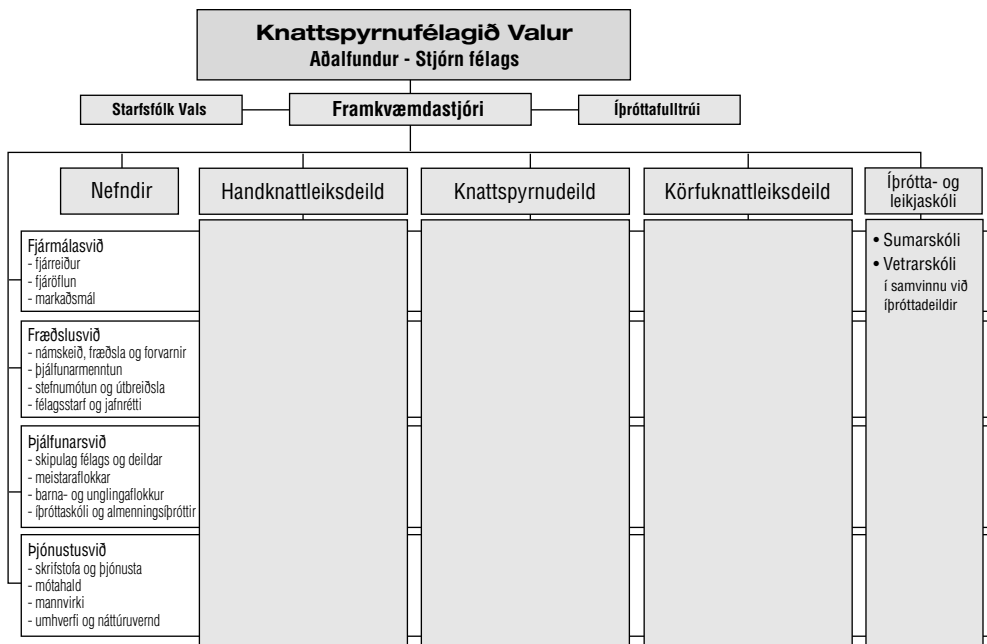 Knattspyrnufélagið Valur
Aðalfundur - Stjórn félags
Starfsfólk Vals
Framkvæmdastjóri
Íþróttafulltrúi
Nefndir
Handknattleiksdeild
Knattspyrnudeild
Körfuknattleiksdeild
Íþrótta- og
leikjaskóli
Fjármálasvið
- fjárreiður
- fjáröflun
- markaðsmál
Fræðslusvið
- námskeið, fræðsla og forvarnir
- þjálfunarmenntun
- stefnumótun og útbreiðsla
- félagsstarf og jafnrétti
Þjálfunarsvið
- skipulag félags og deildar
- meistaraflokkar
- barna- og unglingaflokkur
- íþróttaskóli og almenningsíþróttir
Þjónustusvið
- skrifstofa og þjónusta
- mótahald
- mannvirki
- umhverfi og náttúruvernd
• Sumarskóli
• Vetrarskóli
í samvinnu við
íþróttadeildir